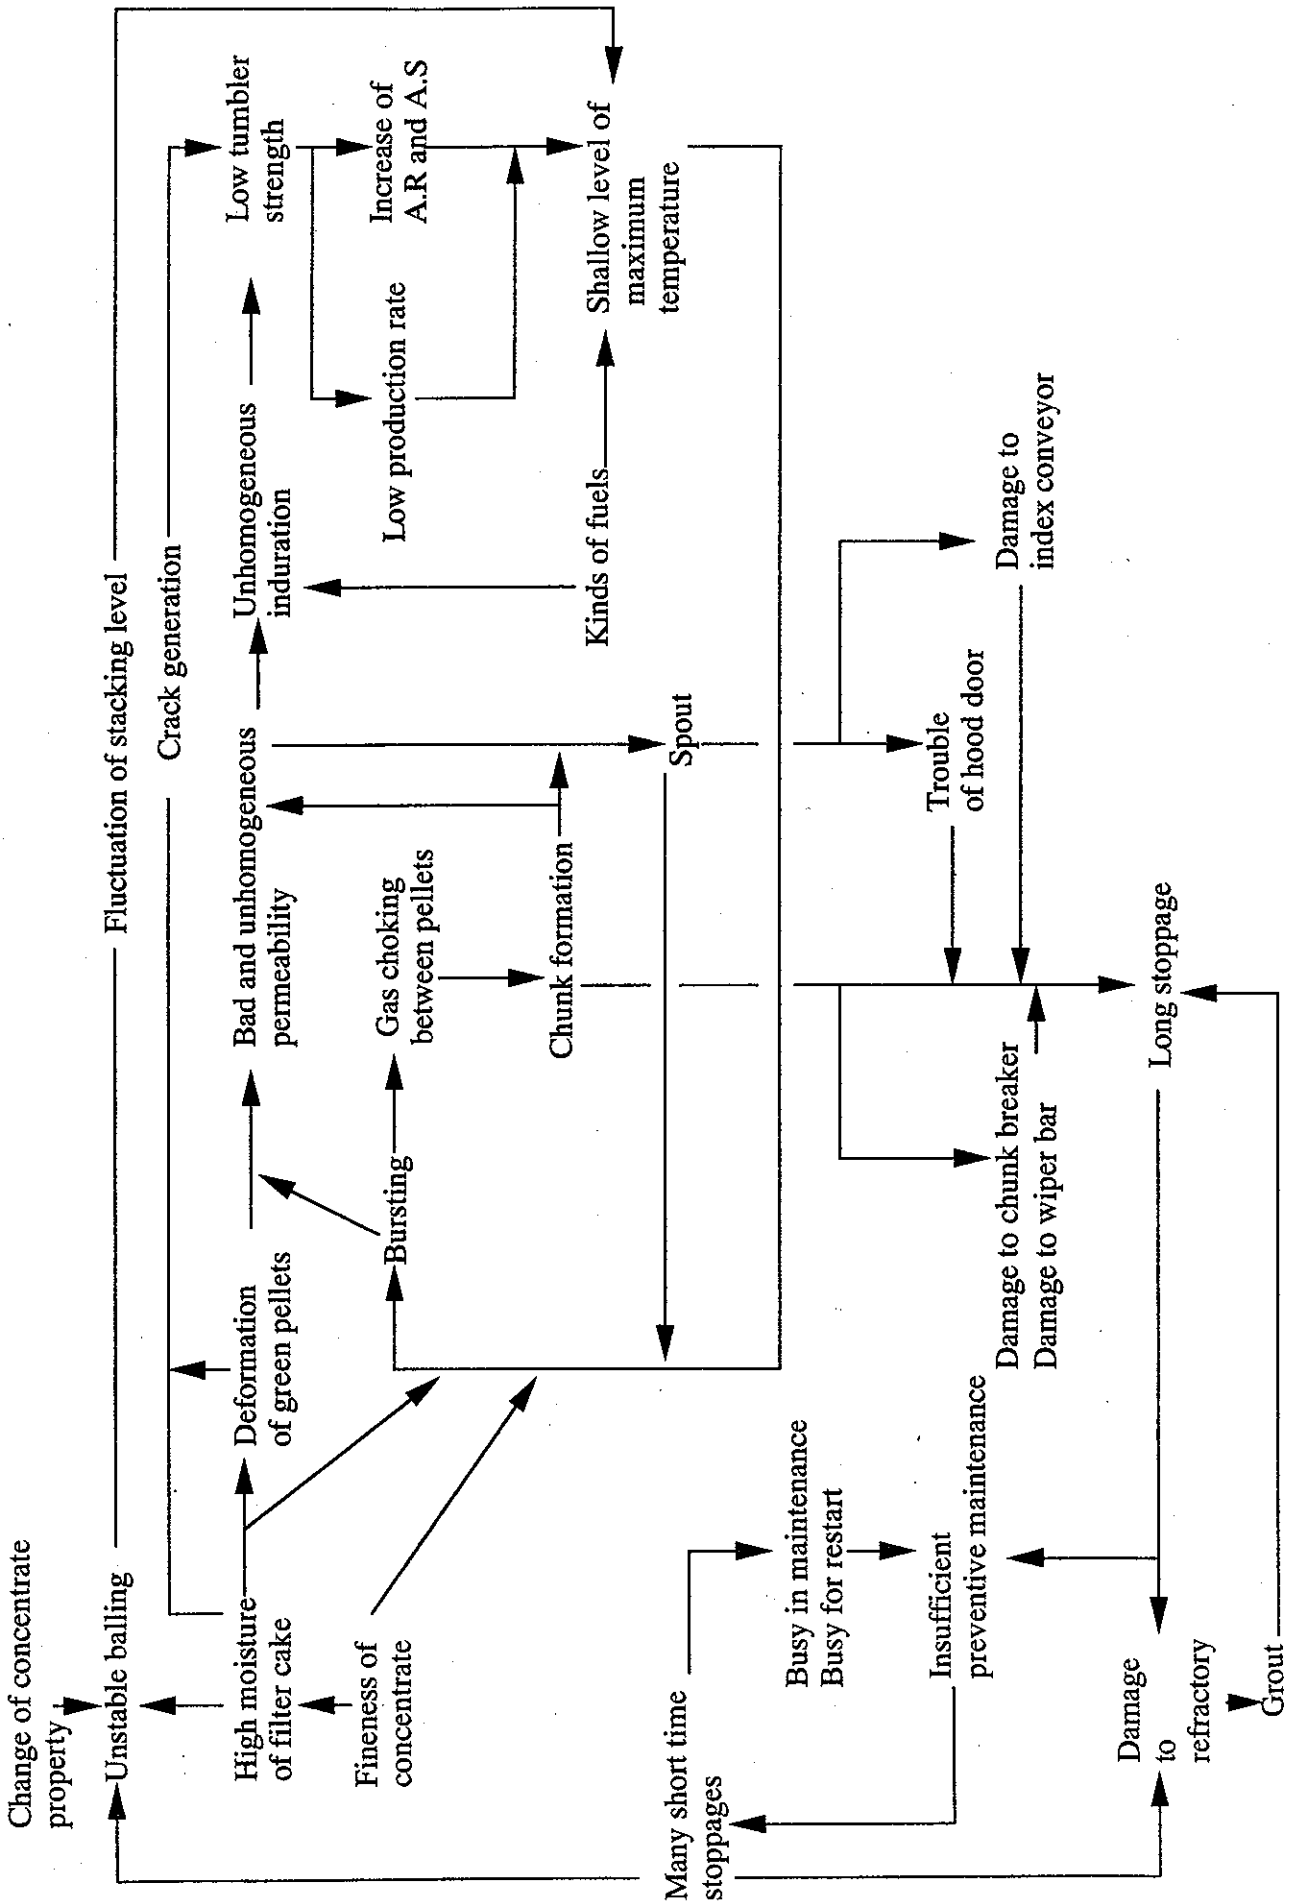 Change of concentrate
property
Unstable balling
Fluctuation of stacking level
Crack generation
High moisture
of filter cake
Deformation
of green pellets
Bad and unhomogeneous
permeability
Unhomogeneous
induration
Low tumbler
strength
Fineness of
concentrate
Bursting
Gas choking
between pellets
Low production rate
Increase of
A.R and A.S
Chunk formation
Kinds of fuels
Shallow level of
maximum
temperature
Spout
Many short time
stoppages
Busy in maintenance
Busy for restart
Insufficient
preventive maintenance
Trouble
of hood door
Damage to chunk breaker
Damage to wiper bar
Damage to
index conveyor
Damage
to
refractory
Long stoppage
Grout